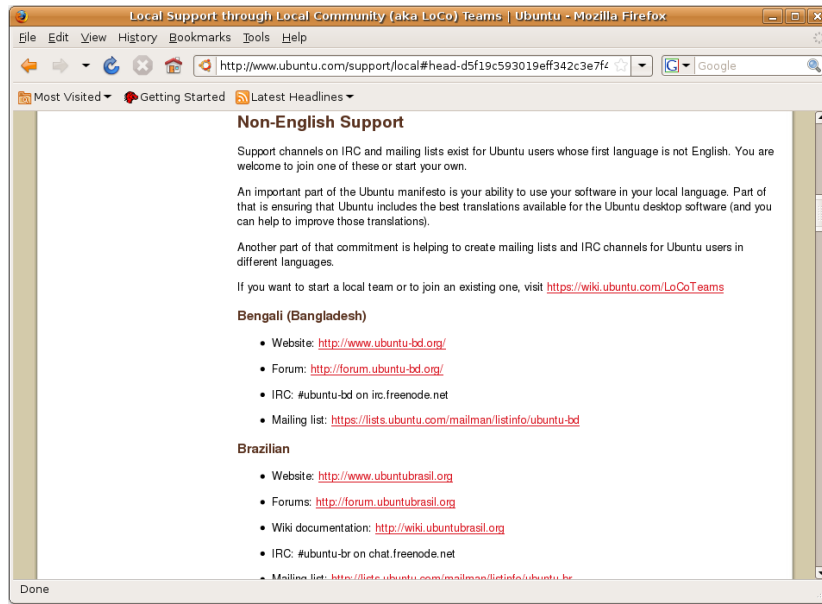 Local Support through Local Community (aka LoCo) Teams | Ubuntu - Mozilla Firefox
File Edit View History Bookmarks Tools Help
http://www.ubuntu.com/support/local#head-d5f19c593019eff342c3e7f4
G Google
Most Visited Getting Started Latest Headlines
Non-English Support
Support channels on IRC and mailing lists exist for Ubuntu users whose first language is not English. You are
welcome to join one of these or start your own.
An important part of the Ubuntu manifesto is your ability to use your software in your local language. Part of
that is ensuring that Ubuntu includes the best translations available for the Ubuntu desktop software (and you
can help to improve those translations).
Another part of that commitment is helping to create mailing lists and IRC channels for Ubuntu users in
different languages.
If you want to start a local team or to join an existing one, visit https://wiki.ubuntu.com/LoCoTeams
Bengali (Bangladesh)
• Website: http://www.ubuntu-bd.org/
• Forum: http://forum.ubuntu-bd.org/
• IRC: #ubuntu-bd on irc.freenode.net
• Mailing list: https://lists.ubuntu.com/mailman/listinfo/ubuntu-bd
Brazilian
• Website: http://www.ubuntubrasil.org
• Forums: http://forum.ubuntubrasil.org
• Wiki documentation: http://wiki.ubuntubrasil.org
• IRC: #ubuntu-br on chat.freenode.net
• Mailing list: http://lists.ubuntu.com/mailman/listinfo/ubuntu-br
Done